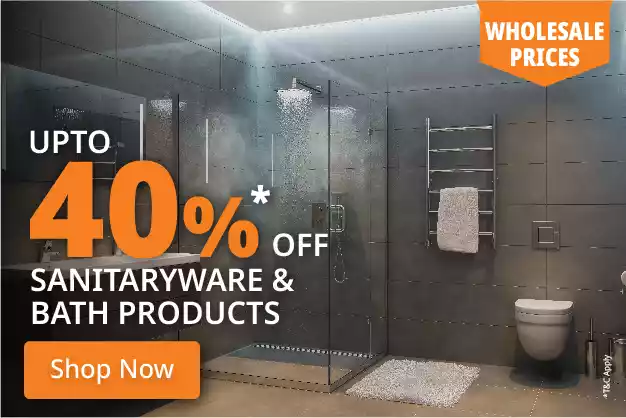 WHOLESALE
PRICES
UPTO
40%* OFF
SANITARYWARE &
BATH PRODUCTS
Shop Now
*T&C Apply